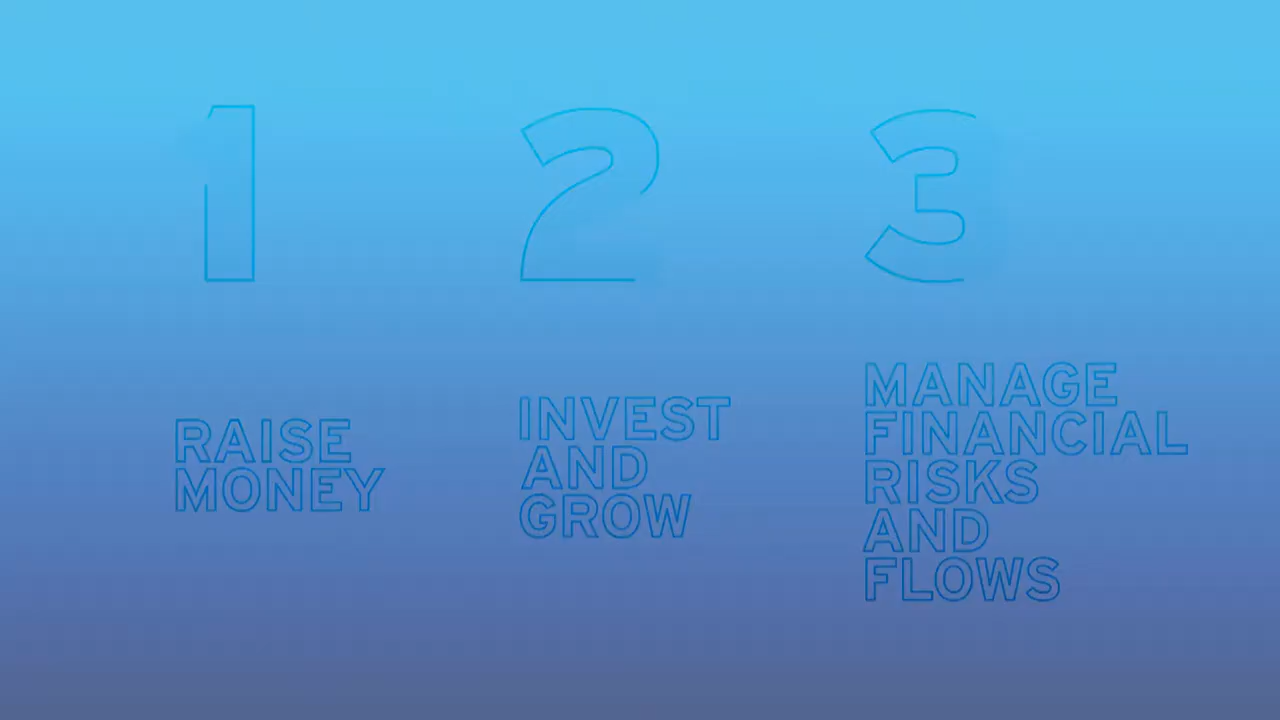 1
RAISE
MONEY
2
INVEST
AND
GROW
3
MANAGE
FINANCIAL
RISKS
AND
FLOWS